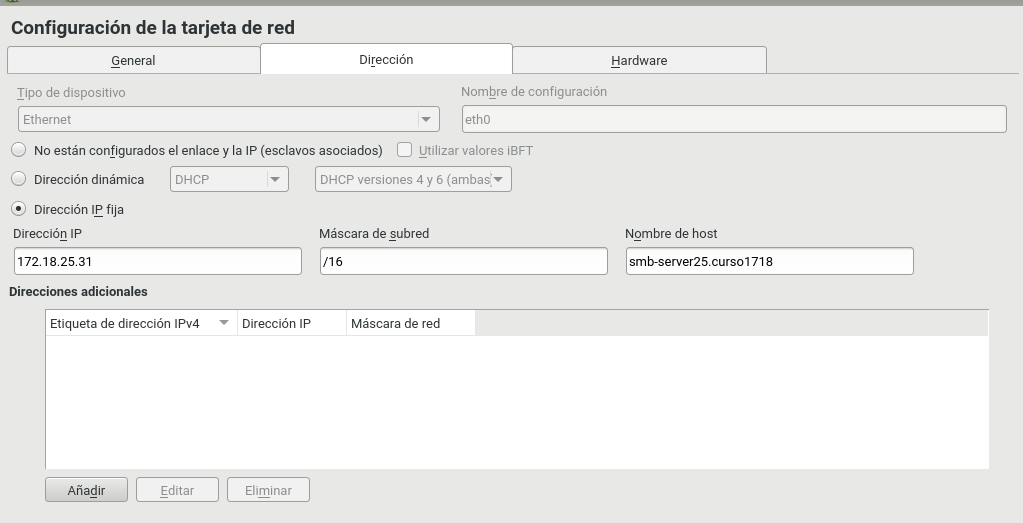 Configuración de la tarjeta de red
General Dirección Hardware
Tipo de dispositivo Nombre de configuración
Ethernet eth0
No están configurados el enlace y la IP (esclavos asociados) Utilizar valores iBFT
Dirección dinámica DHCP DHCP versiones 4 y 6 (ambas
Dirección IP fija
Dirección IP Máscara de subred Nombre de host
172.18.25.31 /16 smb-server25.curso1718
Direcciones adicionales
Etiqueta de dirección IPv4 Dirección IP Máscara de red
Añadir Editar Eliminar